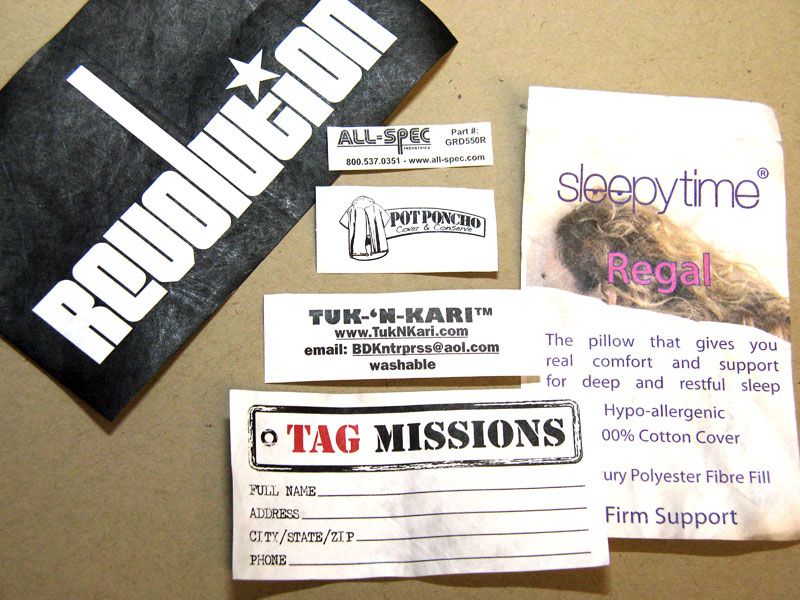 Revolution
ALL-SPEC
INDUSTRIES
Part #:
GRD550R
800.537.0351 - www.all-spec.com
POT PONCHO
Cover & Conserve
TUK-‘N-KARI™
www.TukNKari.com
email: BDKntrprss@aol.com
washable
TAG MISSIONS
FULL NAME
ADDRESS
CITY/STATE/ZIP
PHONE
sleepytime®
Regal
The pillow that gives you
real comfort and support
for deep and restful sleep
Hypo-allergenic
00% Cotton Cover
ury Polyester Fibre Fill
Firm Support